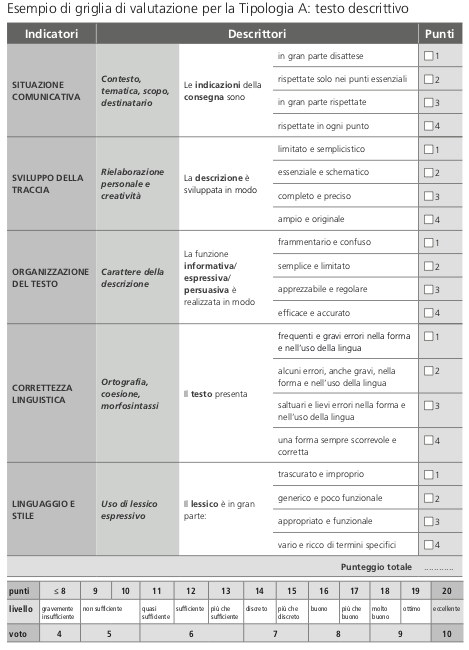 Esempio di griglia di valutazione per la Tipologia A: testo descrittivo
Indicatori Descrittori Punti
SITUAZIONE
COMUNICATIVA
Contesto,
tematica, scopo,
destinatario
Le indicazioni della
consegna sono
in gran parte disattese 1
rispettate solo nei punti essenziali 2
in gran parte rispettate 3
rispettate in ogni punto 4
SVILUPPO DELLA
TRACCIA
Rielaborazione
personale e
creatività
La descrizione è
sviluppata in modo
limitato e semplicistico 1
essenziale e schematico 2
completo e preciso 3
ampio e originale 4
ORGANIZZAZIONE
DEL TESTO
Carattere della
descrizione
La funzione
informativa/
espressiva/
persuasiva è
realizzata in modo
frammentario e confuso 1
semplice e limitato 2
apprezzabile e regolare 3
efficace e accurato 4
CORRETTEZZA
LINGUISTICA
Ortografia,
coesione,
morfosintassi
Il testo presenta
frequenti e gravi errori nella forma
e nell'uso della lingua 1
alcuni errori, anche gravi, nella
forma e nell'uso della lingua 2
saltuari e lievi errori nella forma e
nell'uso della lingua 3
una forma sempre scorrevole e
corretta 4
LINGUAGGIO E
STILE
Uso di lessico
espressivo
Il lessico è in gran
parte:
trascurato e improprio 1
generico e poco funzionale 2
appropriato e funzionale 3
vario e ricco di termini specifici 4
Punteggio totale ............
punti ≤ 8 9 10 11 12 13 14 15 16 17 18 19 20
livello gravemente insufficiente non sufficiente quasi sufficiente sufficiente più che sufficiente discreto più che discreto buono più che buono molto buono ottimo eccellente
voto 4 5 6 7 8 9 10